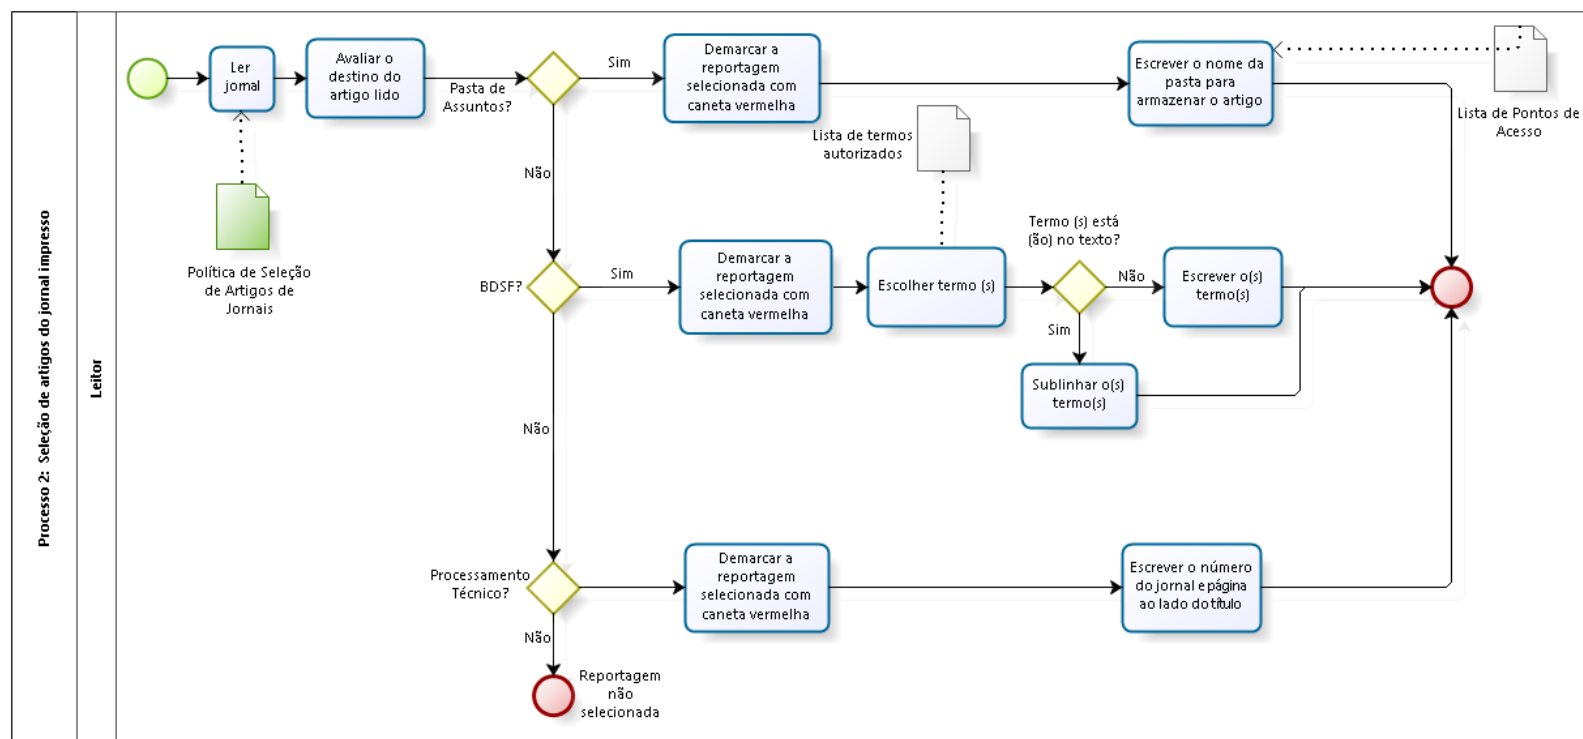 Processo 2: Seleção de artigos do jornal impresso
Leitor
Ler
jornal
Avaliar o
destino do
artigo lido
Pasta de
Assuntos?
Sim
Demarcar a
reportagem
selecionada com
caneta vermelha
Escrever o nome da
pasta para
armazenar o artigo
Lista de Pontos de
Acesso
Não
Lista de termos
autorizados
Política de Seleção
de Artigos de
Jornais
BDSF?
Sim
Demarcar a
reportagem
selecionada com
caneta vermelha
Escolher termo (s)
Termo (s) está
(ão) no texto?
Não
Escrever o(s)
termo(s)
Sim
Sublinhar o(s)
termo(s)
Não
Processamento
Técnico?
Demarcar a
reportagem
selecionada com
caneta vermelha
Escrever o número
do jornal e página
ao lado do título
Não
Reportagem
não
selecionada